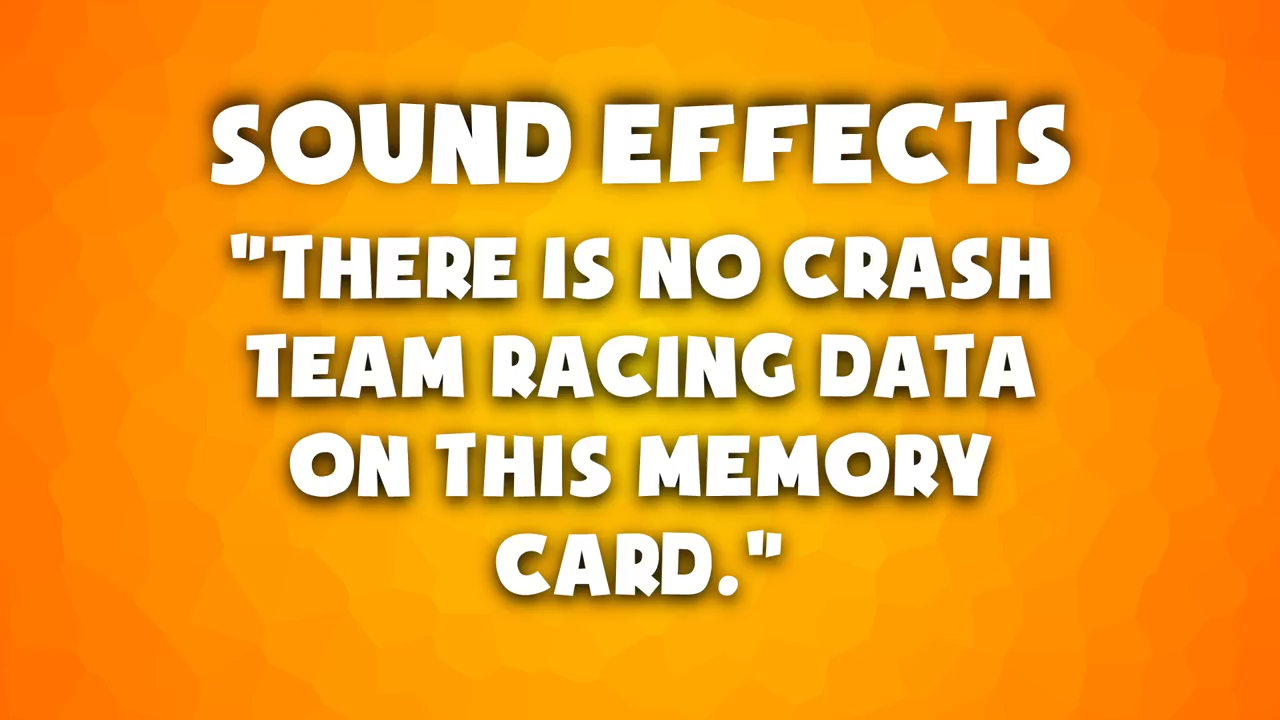 SOUND EFFECTS
"THERE IS NO CRASH
TEAM RACING DATA
ON THIS MEMORY
CARD."